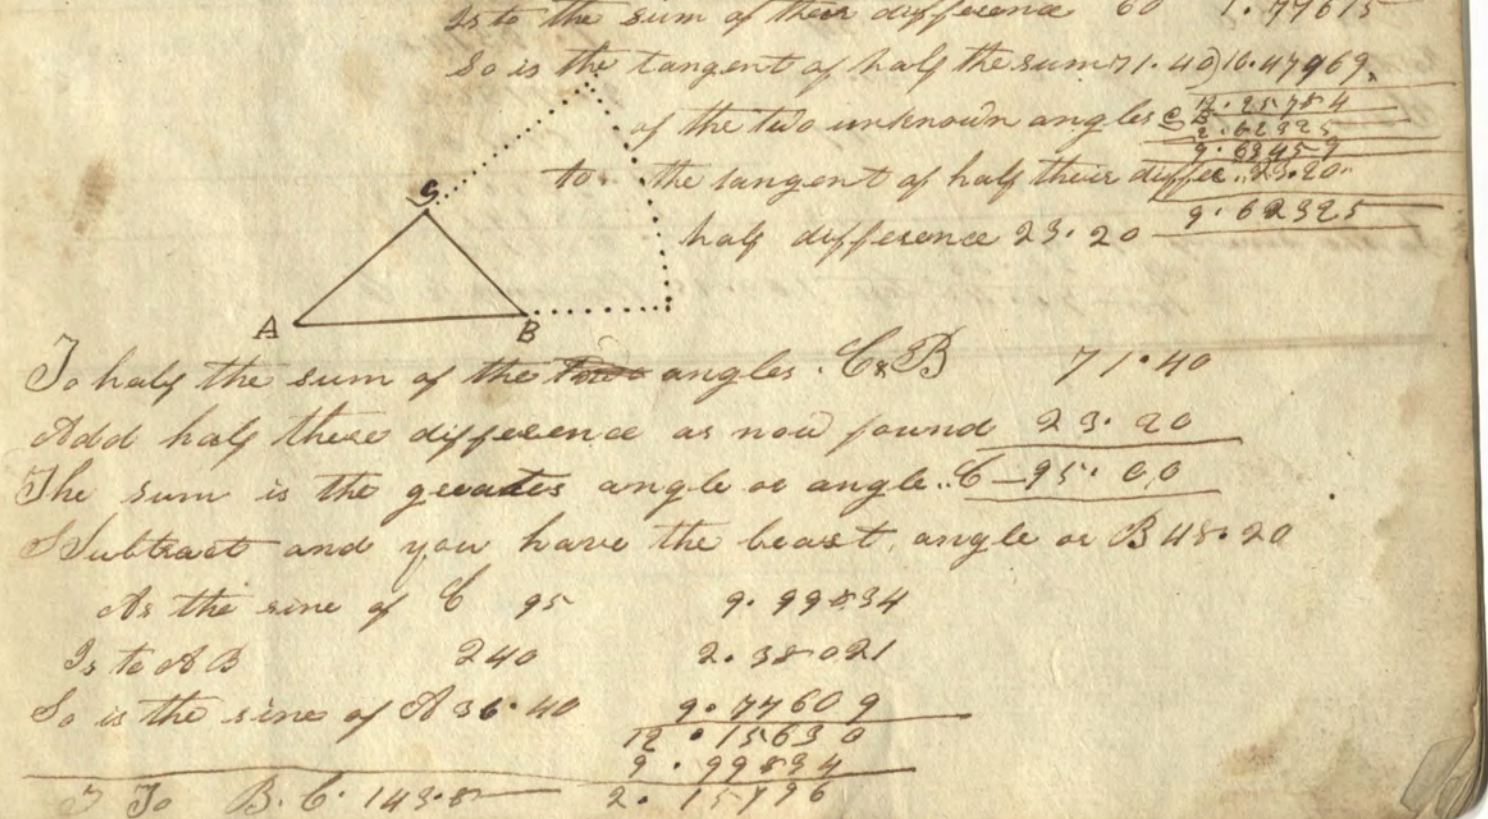 Is to the sum of their difference 60 1.77815
So is the tangent of half the sum 71.40) 10.47969
of the two unknown angles C B 12.25784
2.62325
9.63459
to the tangent of half their differ.. 23.20..
half difference 23.20 9.62325
C
A
B
To half the sum of the angles. C & B 71.40
Add half these difference as now found 23.20
The sum is the greates angle or angle..C 95.00
Subtract and you have the least angle or B 48.20
As the sine of C 95 9.99834
Is to A B 240 2.38021
So is the sine of A 36.40 9.77609
12.15630
9.99834
To B.C. 143.8 2.15796